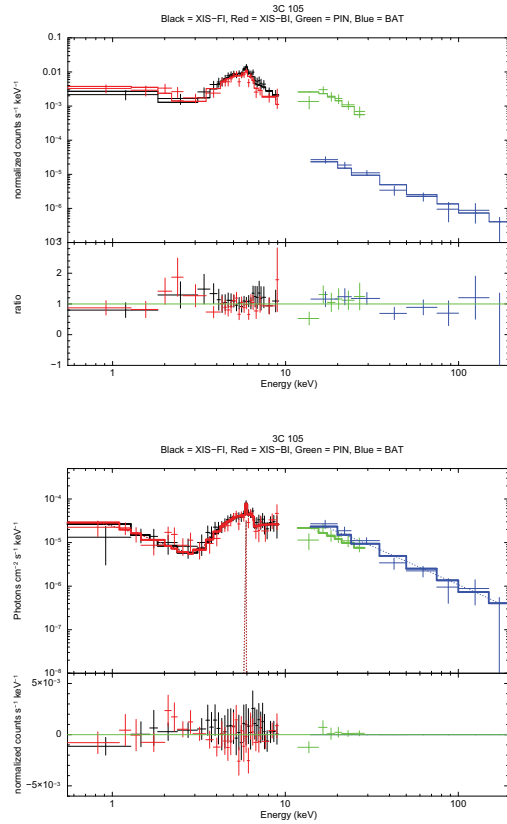 3C 105
Black = XIS−FI, Red = XIS−BI, Green = PIN, Blue = BAT
normalized counts s⁻¹ keV⁻¹
0.1
0.01
10⁻³
10⁻⁴
10⁻⁵
10⁻⁶
10⁻³
ratio
2
1
0
−1
1
10
100
Energy (keV)
3C 105
Black = XIS−FI, Red = XIS−BI, Green = PIN, Blue = BAT
Photons cm⁻² s⁻¹ keV⁻¹
10⁻⁴
10⁻⁵
10⁻⁶
10⁻⁷
10⁻⁸
normalized counts s⁻¹ keV⁻¹
5×10⁻³
0
−5×10⁻³
1
10
100
Energy (keV)